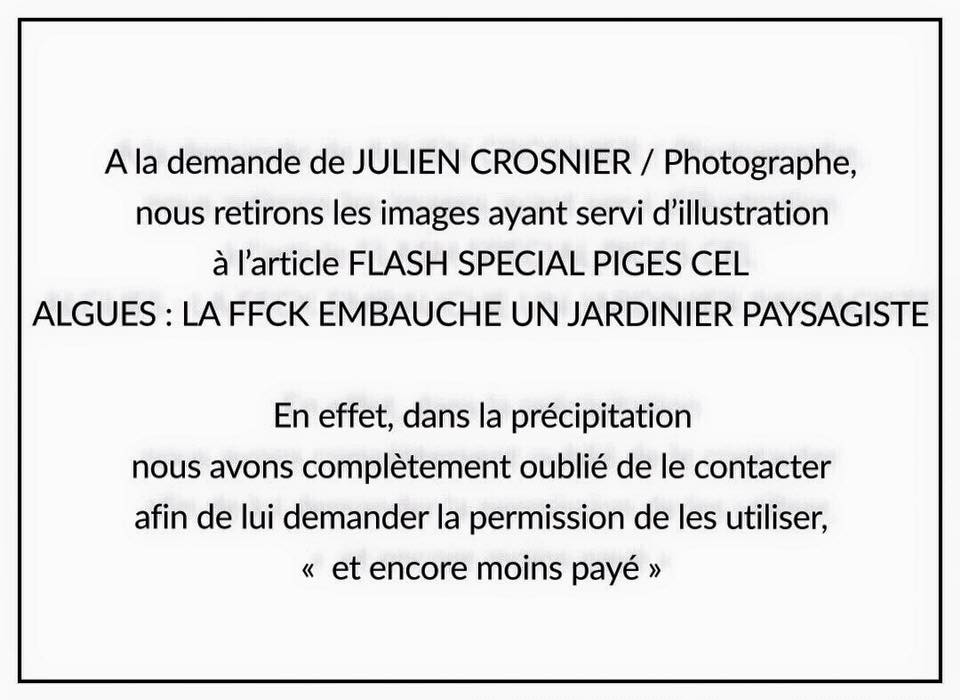 A la demande de JULIEN CROSNIER / Photographe,
nous retirons les images ayant servi d’illustration
à l’article FLASH SPECIAL PIGES CEL
ALGUES : LA FFCK EMBAUCHE UN JARDINIER PAYSAGISTE
En effet, dans la précipitation
nous avons complètement oublié de le contacter
afin de lui demander la permission de les utiliser,
«  et encore moins payé »